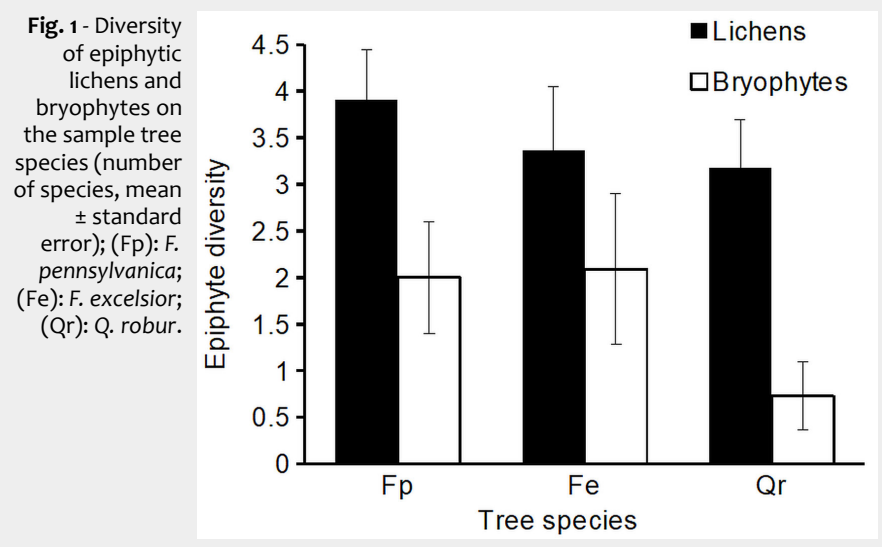 Fig. 1 - Diversity
of epiphytic
lichens and
bryophytes on
the sample tree
species (number
of species, mean
± standard
error); (Fp): F.
pennsylvanica;
(Fe): F. excelsior;
(Qr): Q. robur.
Lichens
Bryophytes
Epiphyte diversity
4.5
4
3.5
3
2.5
2
1.5
1
0.5
0
Fp Fe Qr
Tree species